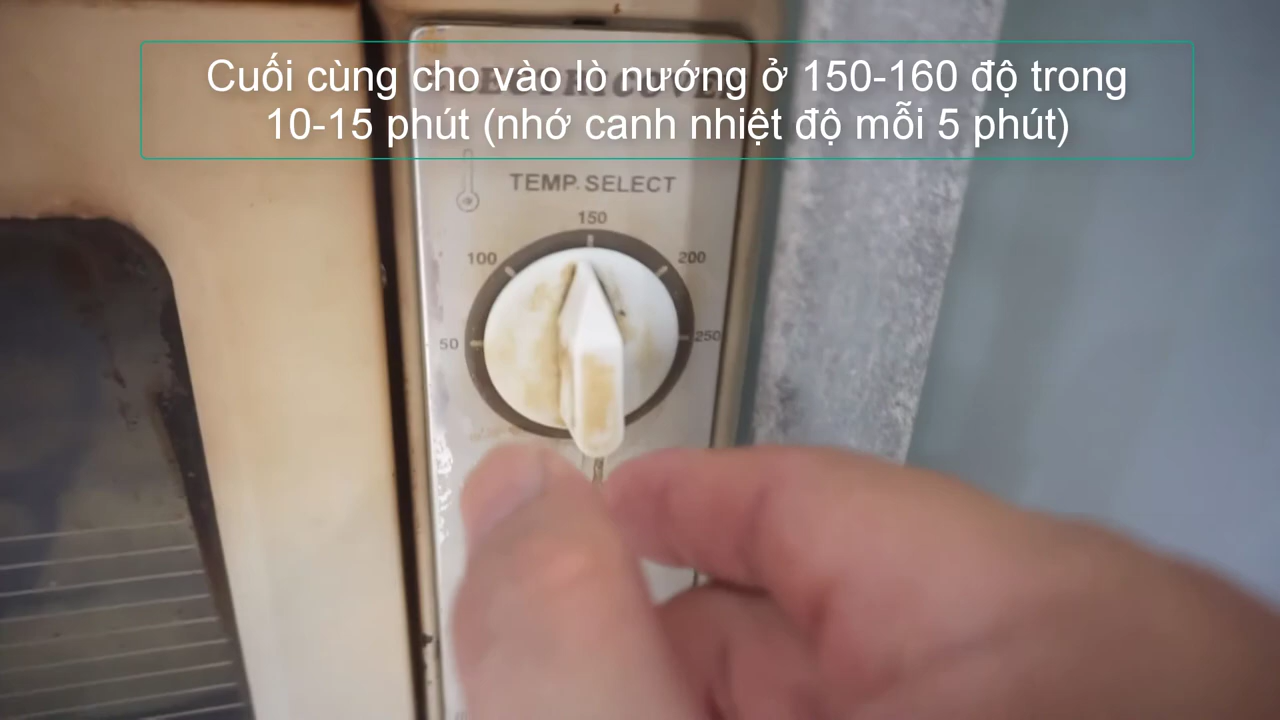 Cuối cùng cho vào lò nướng ở 150-160 độ trong
10-15 phút (nhớ canh nhiệt độ mỗi 5 phút)
TEMP. SELECT
150
100
200
50
250